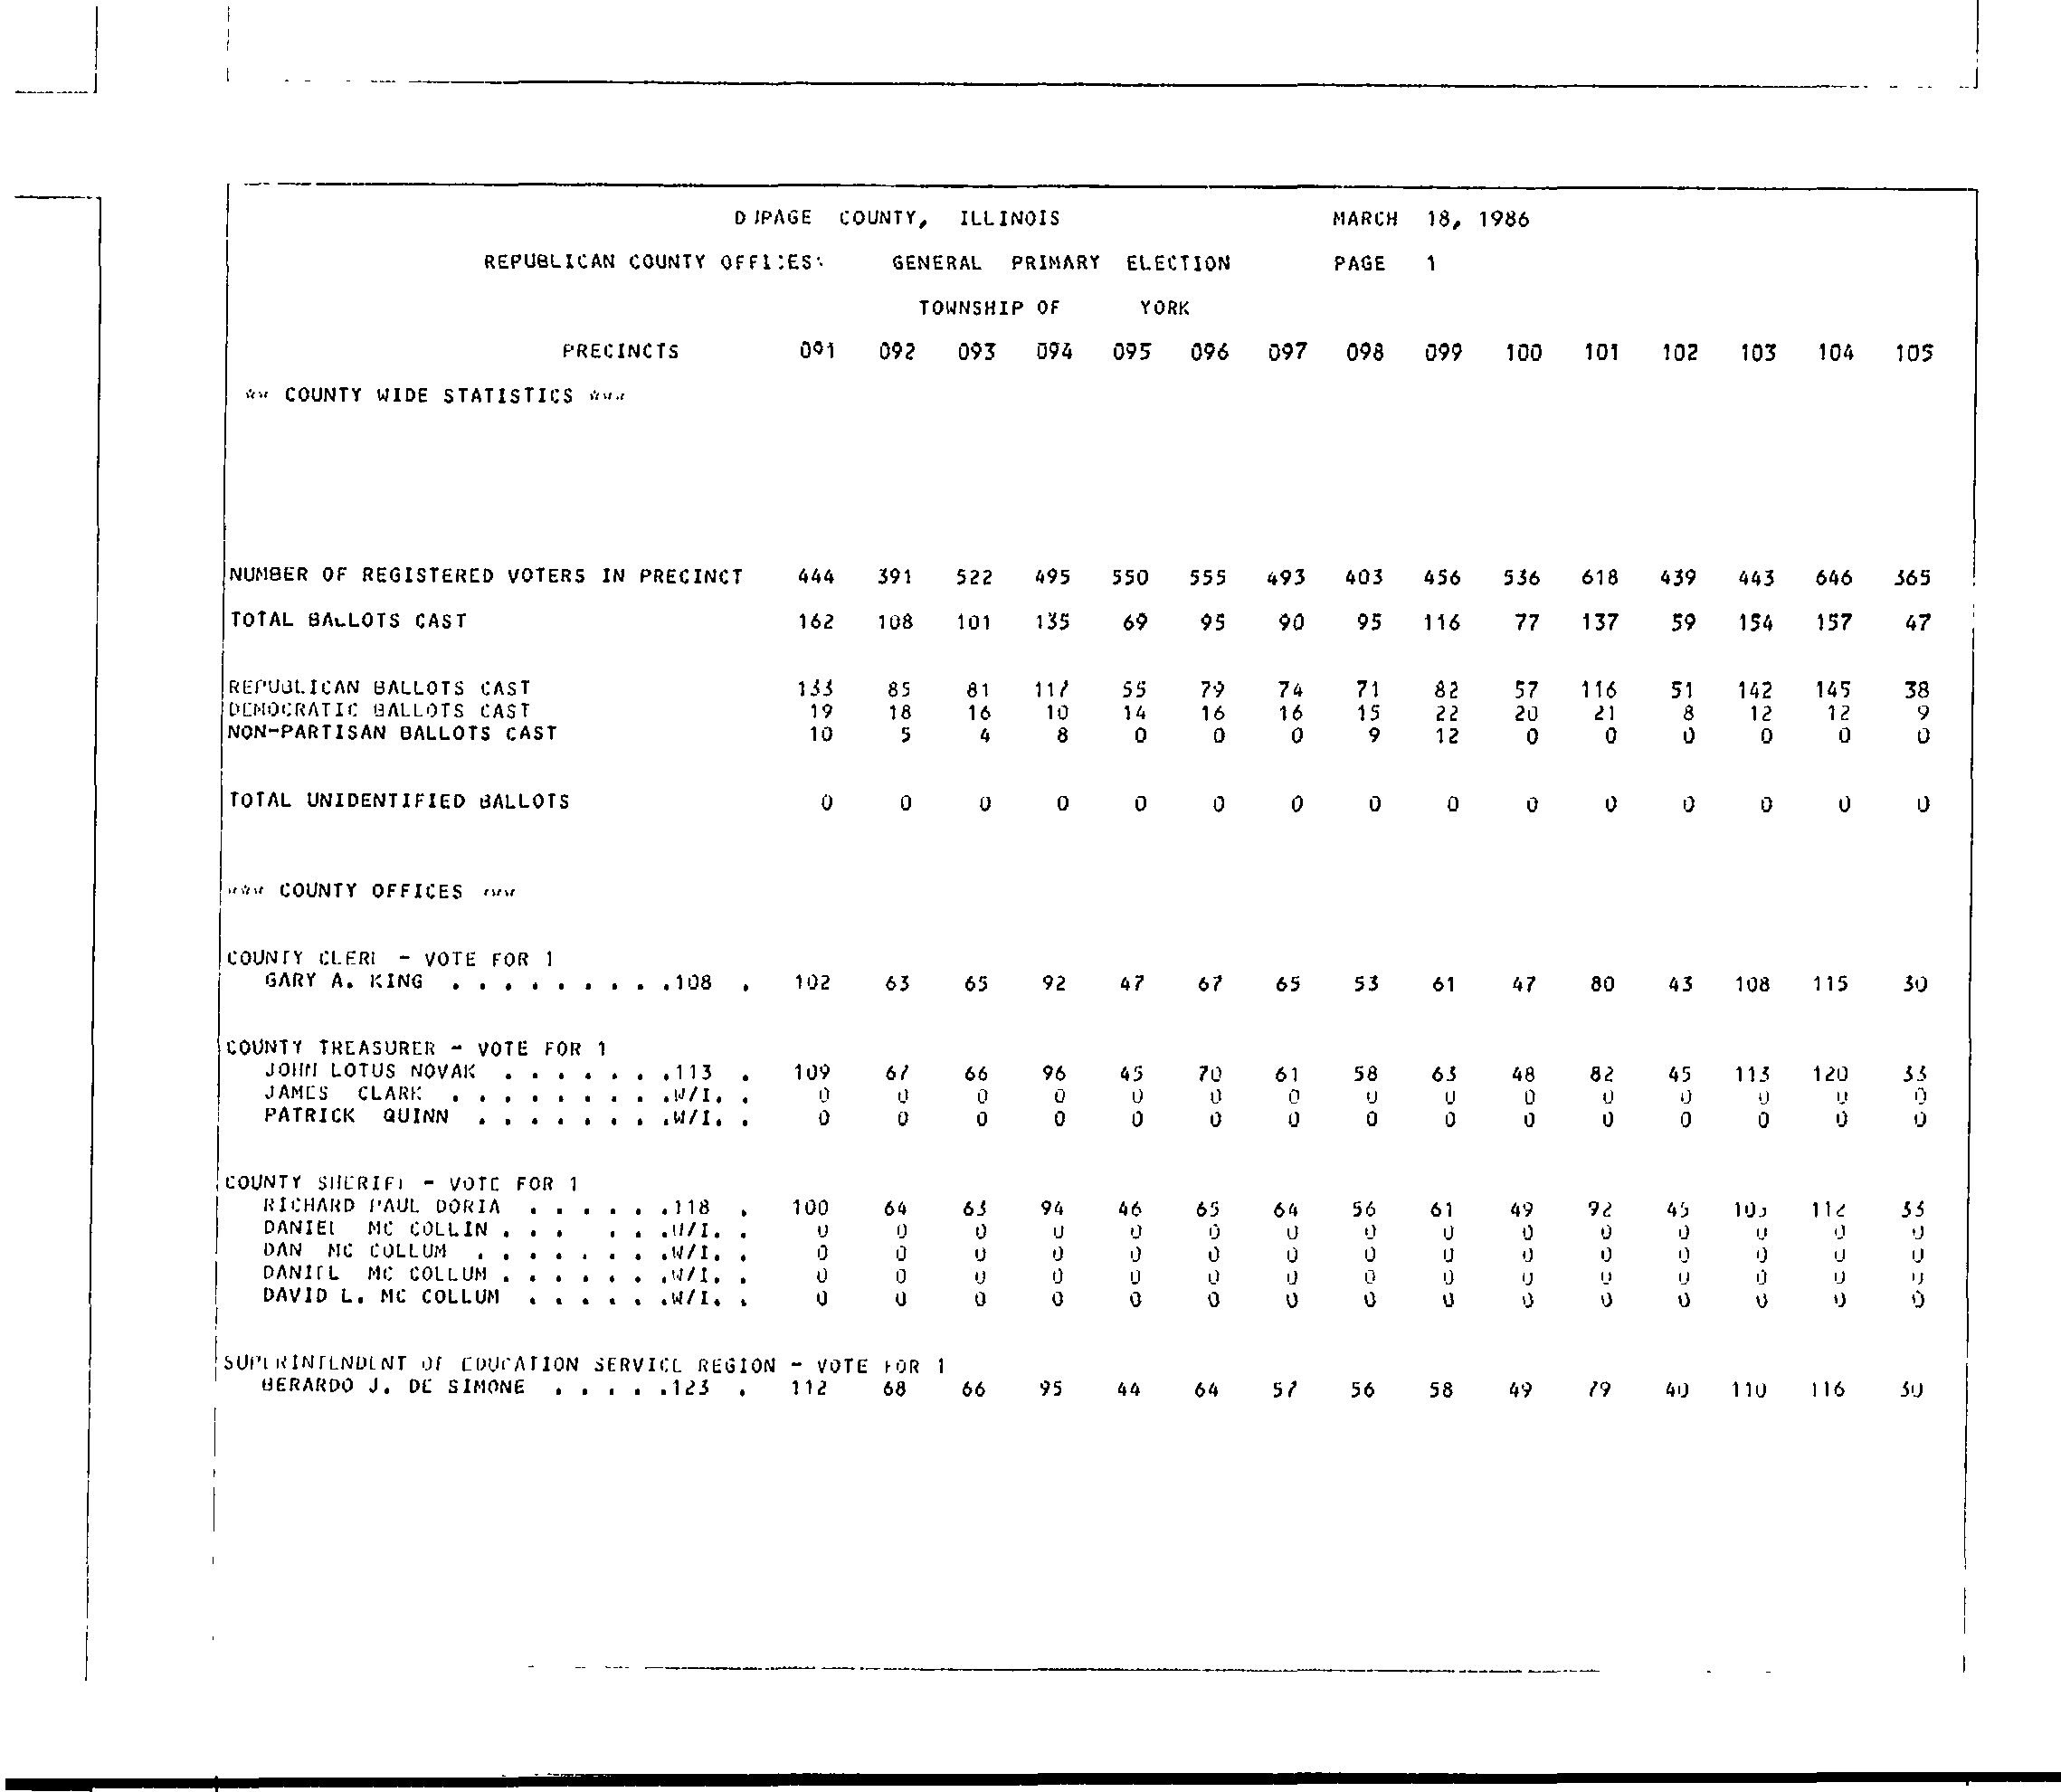 DUPAGE COUNTY, ILLINOIS MARCH 18, 1986
REPUBLICAN COUNTY OFFICES GENERAL PRIMARY ELECTION PAGE 1
TOWNSHIP OF YORK
PRECINCTS 091 092 093 094 095 096 097 098 099 100 101 102 103 104 105
** COUNTY WIDE STATISTICS ***
NUMBER OF REGISTERED VOTERS IN PRECINCT 444 391 522 495 550 555 493 403 456 536 618 439 443 646 365
TOTAL BALLOTS CAST 162 108 101 135 69 95 90 95 116 77 137 59 154 157 47
REPUBLICAN BALLOTS CAST 133 85 81 117 55 79 74 71 82 57 116 51 142 145 38
DEMOCRATIC BALLOTS CAST 19 18 16 10 14 16 16 15 22 20 21 8 12 12 9
NON-PARTISAN BALLOTS CAST 10 5 4 8 0 0 0 9 12 0 0 0 0 0 0
TOTAL UNIDENTIFIED BALLOTS 0 0 0 0 0 0 0 0 0 0 0 0 0 0 0
*** COUNTY OFFICES ***
COUNTY CLERK - VOTE FOR 1
GARY A. KING . . . . . . . . .108 . 102 63 65 92 47 67 65 53 61 47 80 43 108 115 30
COUNTY TREASURER - VOTE FOR 1
JOHN LOTUS NOVAK . . . . . . .113 . 109 67 66 96 45 70 61 58 63 48 82 45 113 120 33
JAMES CLARK . . . . . . . . .W/I. . 0 0 0 0 0 0 0 0 0 0 0 0 0 0 0
PATRICK QUINN . . . . . . . .W/I. . 0 0 0 0 0 0 0 0 0 0 0 0 0 0 0
COUNTY SHERIFF - VOTE FOR 1
RICHARD PAUL DORIA . . . . . .118 . 100 64 63 94 46 65 64 56 61 49 92 45 112 33
DANIEL MC COLLIN . . . . . .W/I. . 0 0 0 0 0 0 0 0 0 0 0 0 0 0 0
DAN MC COLLUM . . . . . . . .W/I. . 0 0 0 0 0 0 0 0 0 0 0 0 0 0 0
DANIEL MC COLLUM . . . . . . .W/I. . 0 0 0 0 0 0 0 0 0 0 0 0 0 0 0
DAVID L. MC COLLUM . . . . . .W/I. . 0 0 0 0 0 0 0 0 0 0 0 0 0 0 0
SUPERINTENDENT OF EDUCATION SERVICE REGION - VOTE FOR 1
BERARDO J. DE SIMONE . . . . .123 . 112 68 66 95 44 64 57 56 58 49 79 40 110 116 30